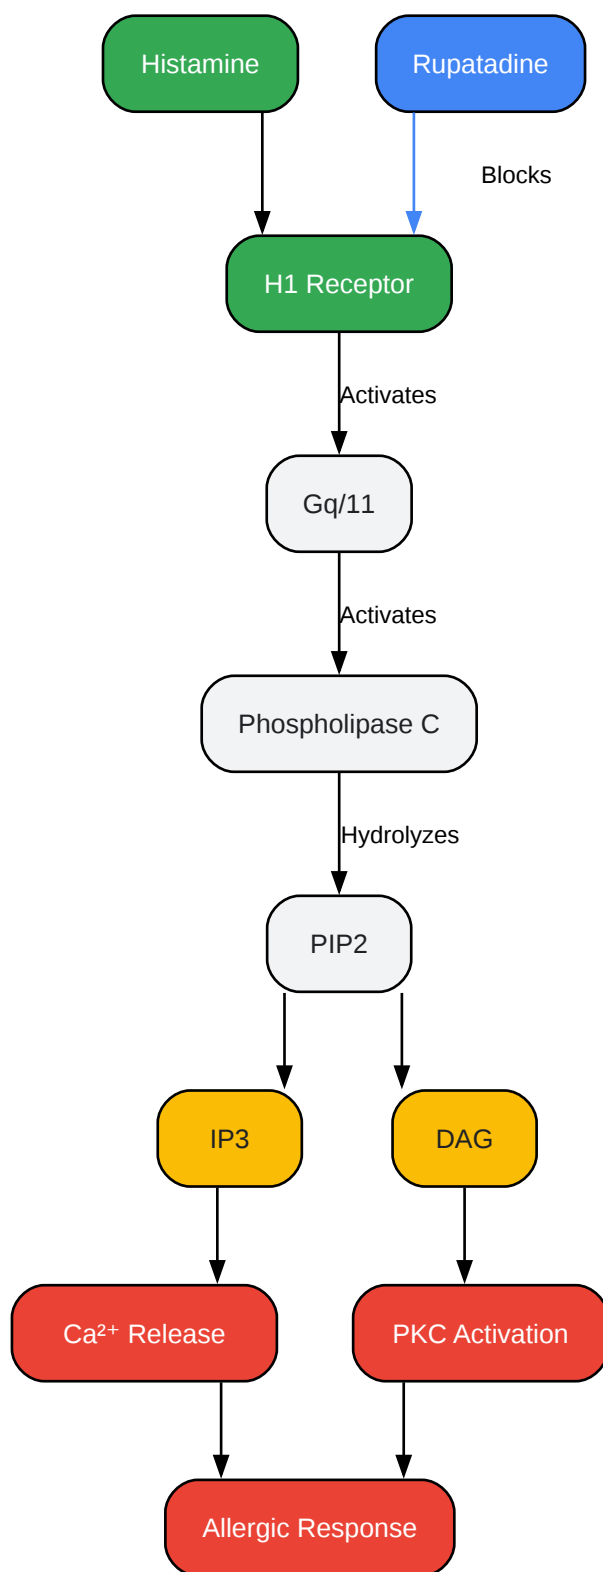 Histamine
Rupatadine
Blocks
H1 Receptor
Activates
Gq/11
Activates
Phospholipase C
Hydrolyzes
PIP2
IP3
DAG
Ca²⁺ Release
PKC Activation
Allergic Response